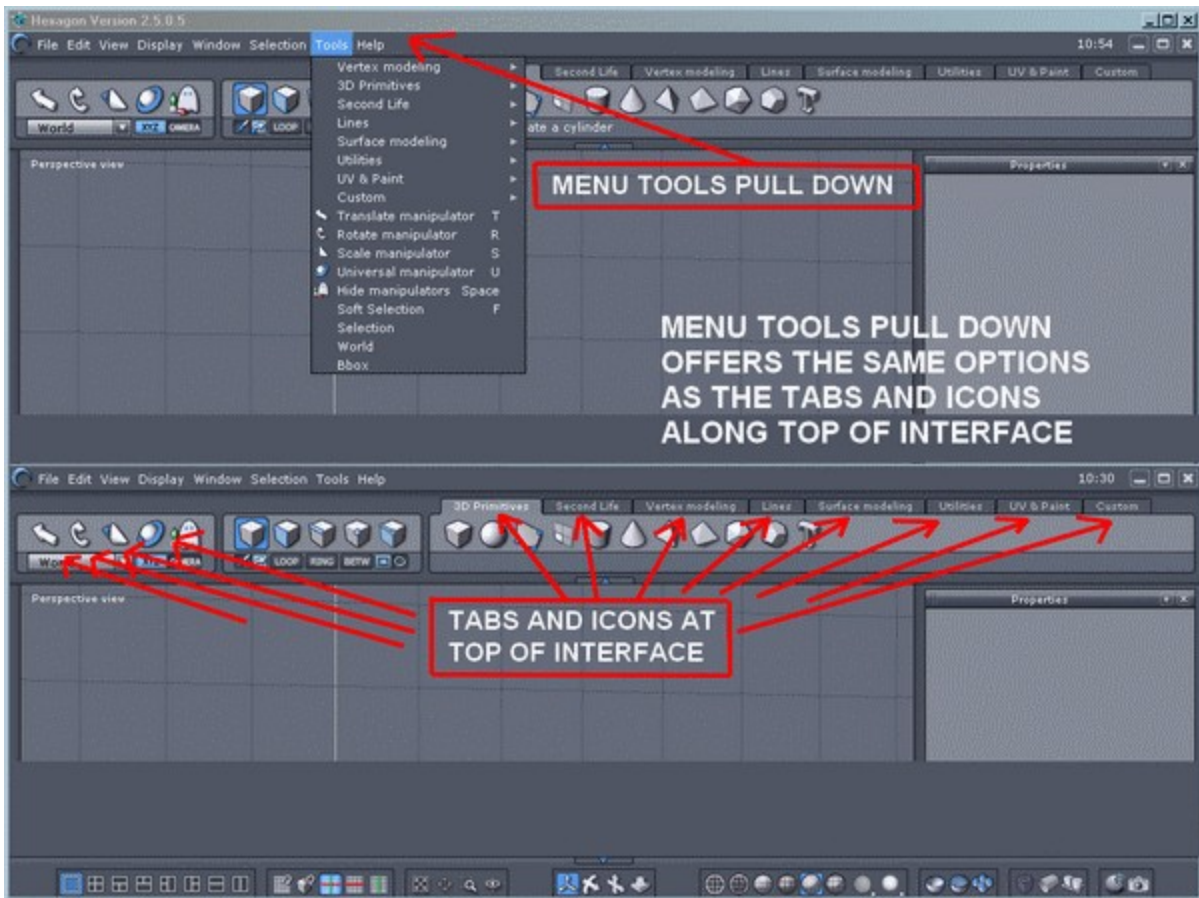 Hexagon Version 2.5.0.5
File Edit View Display Window Selection Tools Help
10:54
Second Life Vertex modeling Lines Surface modeling Utilities UV & Paint Custom
World XYZ CAMERA LOOP
ate a cylinder
Vertex modeling
3D Primitives
Second Life
Lines
Surface modeling
Utilities
UV & Paint
Custom
Translate manipulator T
Rotate manipulator R
Scale manipulator S
Universal manipulator U
Hide manipulators Space
Soft Selection F
Selection
World
Bbox
Perspective view
Properties
MENU TOOLS PULL DOWN
MENU TOOLS PULL DOWN
OFFERS THE SAME OPTIONS
AS THE TABS AND ICONS
ALONG TOP OF INTERFACE
File Edit View Display Window Selection Tools Help
10:30
3D Primitives Second Life Vertex modeling Lines Surface modeling Utilities UV & Paint Custom
LOOP RING BETW
Perspective view
Properties
TABS AND ICONS AT
TOP OF INTERFACE